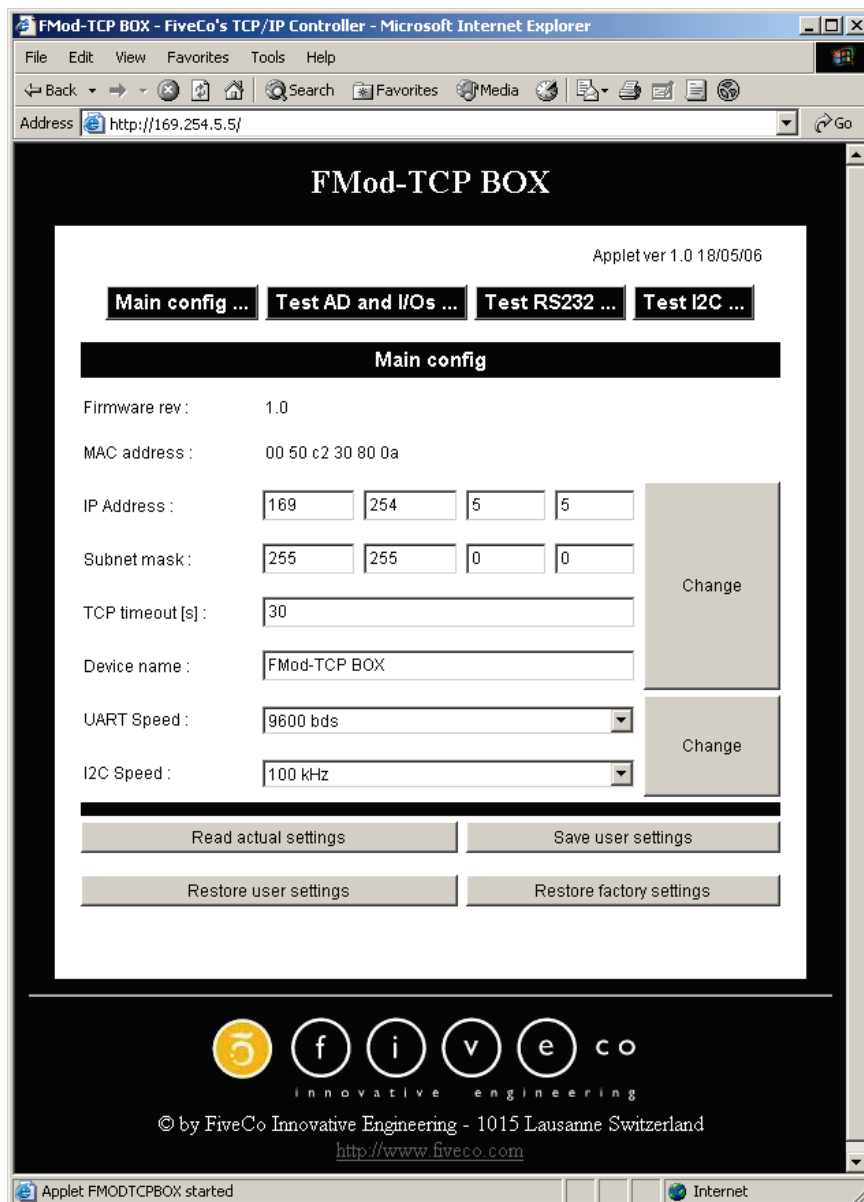 FMod-TCP BOX - FiveCo's TCP/IP Controller - Microsoft Internet Explorer
File Edit View Favorites Tools Help
Back Search Favorites Media
Address http://169.254.5.5/ Go
FMod-TCP BOX
Applet ver 1.0 18/05/06
Main config ... Test AD and I/Os ... Test RS232 ... Test I2C ...
Main config
Firmware rev : 1.0
MAC address : 00 50 c2 30 80 0a
IP Address : 169 254 5 5
Subnet mask : 255 255 0 0
Change
TCP timeout [s] : 30
Device name : FMod-TCP BOX
UART Speed : 9600 bds
Change
I2C Speed : 100 kHz
Read actual settings Save user settings
Restore user settings Restore factory settings
5 f i v e c o
innovative engineering
© by FiveCo Innovative Engineering - 1015 Lausanne Switzerland
http://www.fiveco.com
Applet FMODTCPBOX started Internet